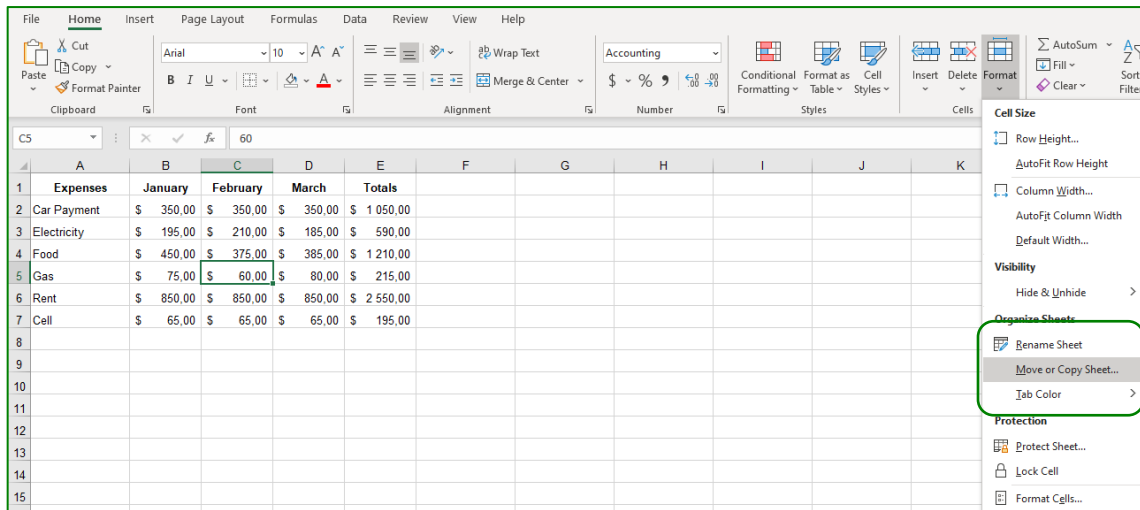 File Home Insert Page Layout Formulas Data Review View Help
Cut
Copy
Format Painter
Paste
Clipboard
Arial 10 A A
B I U A
Font
ab Wrap Text
Merge & Center
Alignment
Accounting
$ % 9 ,00 ,00
Number
Conditional Formatting
Format as Table
Cell Styles
Styles
Insert Delete Format
Cells
AutoSum
Fill
Clear
Sort
Filter
C5 fx 60
A B C D E F G H I J K
1 Expenses January February March Totals
2 Car Payment $ 350,00 $ 350,00 $ 350,00 $ 1 050,00
3 Electricity $ 195,00 $ 210,00 $ 185,00 $ 590,00
4 Food $ 450,00 $ 375,00 $ 385,00 $ 1 210,00
5 Gas $ 75,00 $ 60,00 $ 80,00 $ 215,00
6 Rent $ 850,00 $ 850,00 $ 850,00 $ 2 550,00
7 Cell $ 65,00 $ 65,00 $ 65,00 $ 195,00
8
9
10
11
12
13
14
15
Cell Size
Row Height...
AutoFit Row Height
Column Width...
AutoFit Column Width
Default Width...
Visibility
Hide & Unhide
Organize Sheets
Rename Sheet
Move or Copy Sheet...
Tab Color
Protection
Protect Sheet...
Lock Cell
Format Cells...